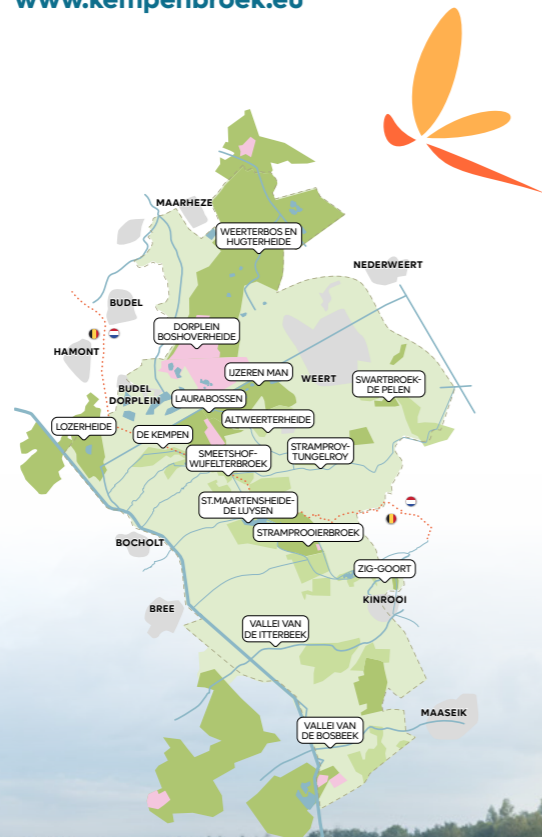 www.kempenbroek.eu
MAARHEZE
WEERTERBOS EN
HUGTERHEIDE
NEDERWEERT
BUDEL
DORPLEIN
BOSHOVERHEIDE
HAMONT
IJZEREN MAN
WEERT
SWARTBROEK-
DE PELEN
BUDEL
DORPLEIN
LAURABOSSEN
ALTWEERTERHEIDE
LOZERHEIDE
DE KEMPEN
STRAMPROY-
TUNGELROY
SMEETSHOF-
WIJFELTERBROEK
ST.MAARTENSHEIDE-
DE LUYSEN
STRAMPROOIERBROEK
BOCHOLT
ZIG-GOORT
KINROOI
BREE
VALLEI VAN
DE ITTERBEEK
MAASEIK
VALLEI VAN
DE BOSBEEK